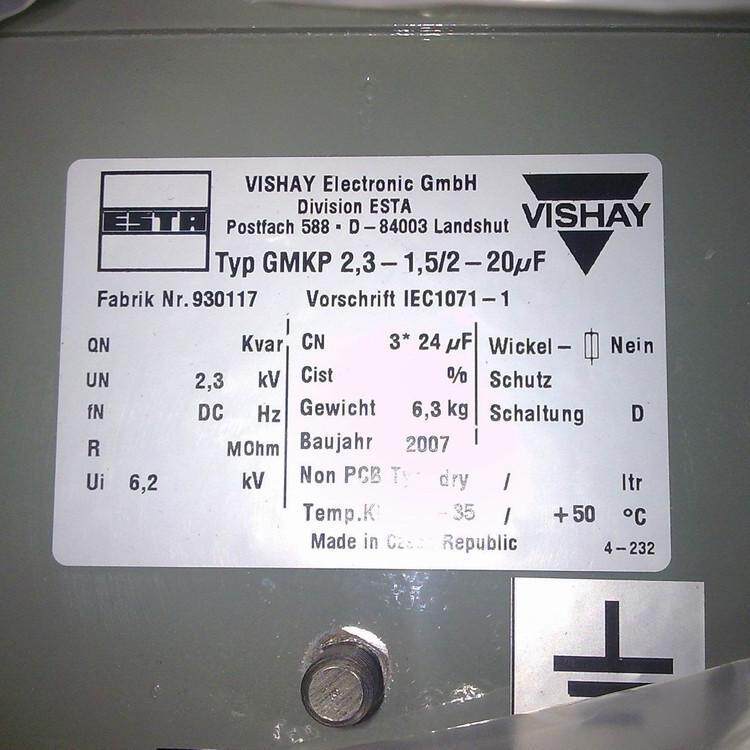 ESTA
VISHAY Electronic GmbH
Division ESTA
Postfach 588 • D-84003 Landshut
VISHAY
Typ GMKP 2,3-1,5/2-20µF
Fabrik Nr. 930117 Vorschrift IEC1071-1
QN Kvar CN 3* 24 µF Wickel- Nein
UN 2,3 kV Cist % Schutz
fN DC Hz Gewicht 6,3 kg Schaltung D
R MOhm Baujahr 2007
Ui 6,2 kV Non PCB dry / ltr
Temp. -35 / +50 °C
Made in Republic
4-232